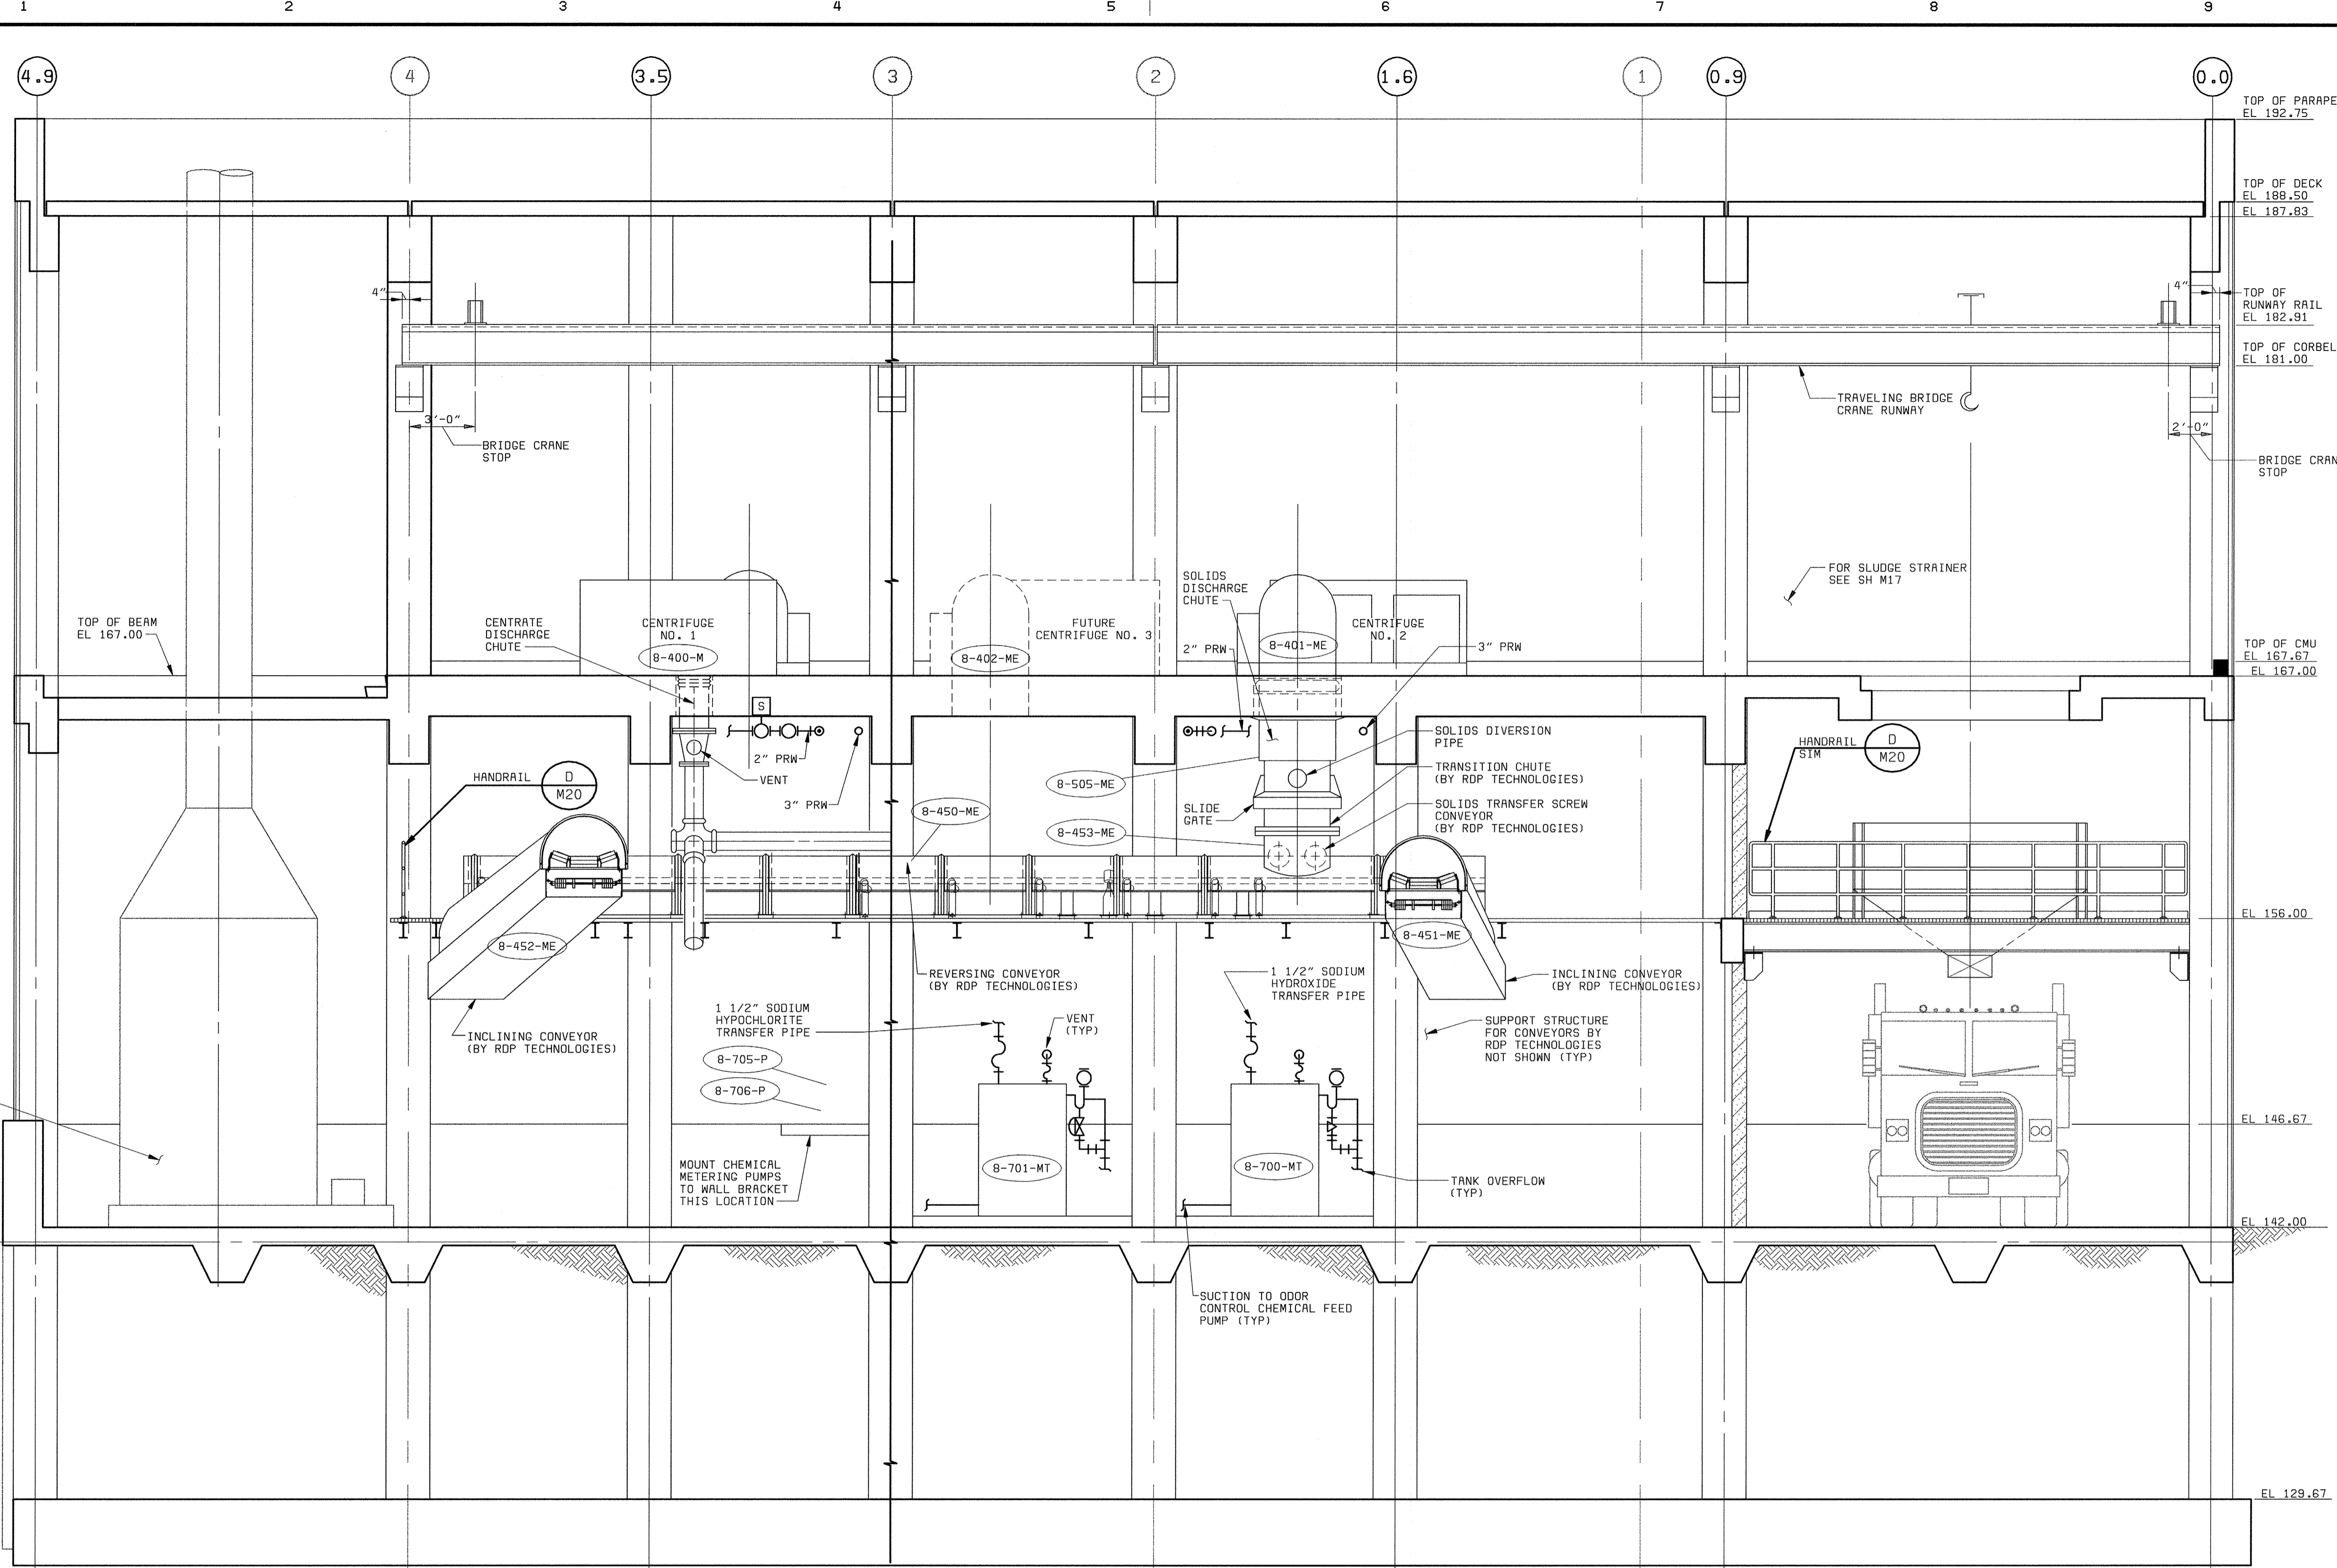 1 2 3 4 5 6 7 8 9
4.9 4 3.5 3 2 1.6 1 0.9 0.0
TOP OF PARAPE
EL 192.75
TOP OF DECK
EL 188.50
EL 187.83
4"
4"
TOP OF
RUNWAY RAIL
EL 182.91
TOP OF CORBEL
EL 181.00
TRAVELING BRIDGE
CRANE RUNWAY
3'-0"
BRIDGE CRANE
STOP
2'-0"
BRIDGE CRAN
STOP
FOR SLUDGE STRAINER
SEE SH M17
SOLIDS
DISCHARGE
CHUTE
TOP OF BEAM
EL 167.00
CENTRATE
DISCHARGE
CHUTE
CENTRIFUGE
NO. 1
8-400-M
FUTURE
CENTRIFUGE NO. 3
8-402-ME
2" PRW
8-401-ME
CENTRIFUGE
NO. 2
3" PRW
TOP OF CMU
EL 167.67
EL 167.00
S
2" PRW
VENT
3" PRW
HANDRAIL
D
M20
8-450-ME
8-505-ME
SLIDE
GATE
8-453-ME
SOLIDS DIVERSION
PIPE
TRANSITION CHUTE
(BY RDP TECHNOLOGIES)
SOLIDS TRANSFER SCREW
CONVEYOR
(BY RDP TECHNOLOGIES)
HANDRAIL
SIM
D
M20
EL 156.00
8-452-ME
8-451-ME
REVERSING CONVEYOR
(BY RDP TECHNOLOGIES)
1 1/2" SODIUM
HYDROXIDE
TRANSFER PIPE
INCLINING CONVEYOR
(BY RDP TECHNOLOGIES)
INCLINING CONVEYOR
(BY RDP TECHNOLOGIES)
1 1/2" SODIUM
HYPOCHLORITE
TRANSFER PIPE
VENT
(TYP)
SUPPORT STRUCTURE
FOR CONVEYORS BY
RDP TECHNOLOGIES
NOT SHOWN (TYP)
8-705-P
8-706-P
EL 146.67
MOUNT CHEMICAL
METERING PUMPS
TO WALL BRACKET
THIS LOCATION
8-701-MT
8-700-MT
TANK OVERFLOW
(TYP)
EL 142.00
SUCTION TO ODOR
CONTROL CHEMICAL FEED
PUMP (TYP)
EL 129.67